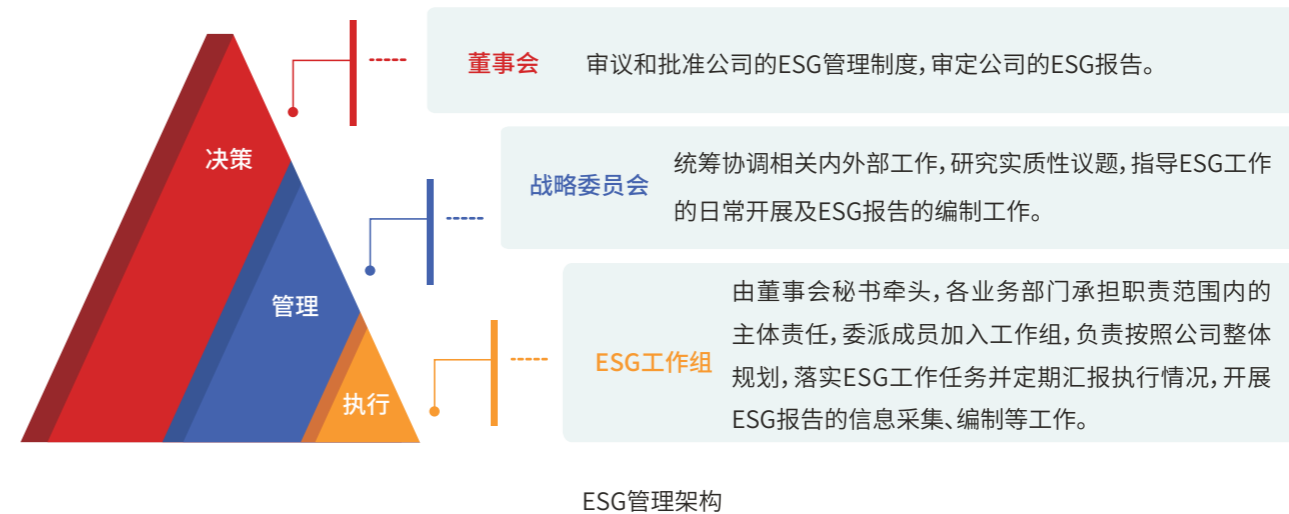 决策
董事会
审议和批准公司的ESG管理制度,审定公司的ESG报告。
管理
战略委员会
统筹协调相关内外部工作,研究实质性议题,指导ESG工作
的日常开展及ESG报告的编制工作。
执行
ESG工作组
由董事会秘书牵头,各业务部门承担职责范围内的
主体责任,委派成员加入工作组,负责按照公司整体
规划,落实ESG工作任务并定期汇报执行情况,开展
ESG报告的信息采集、编制等工作。
ESG管理架构